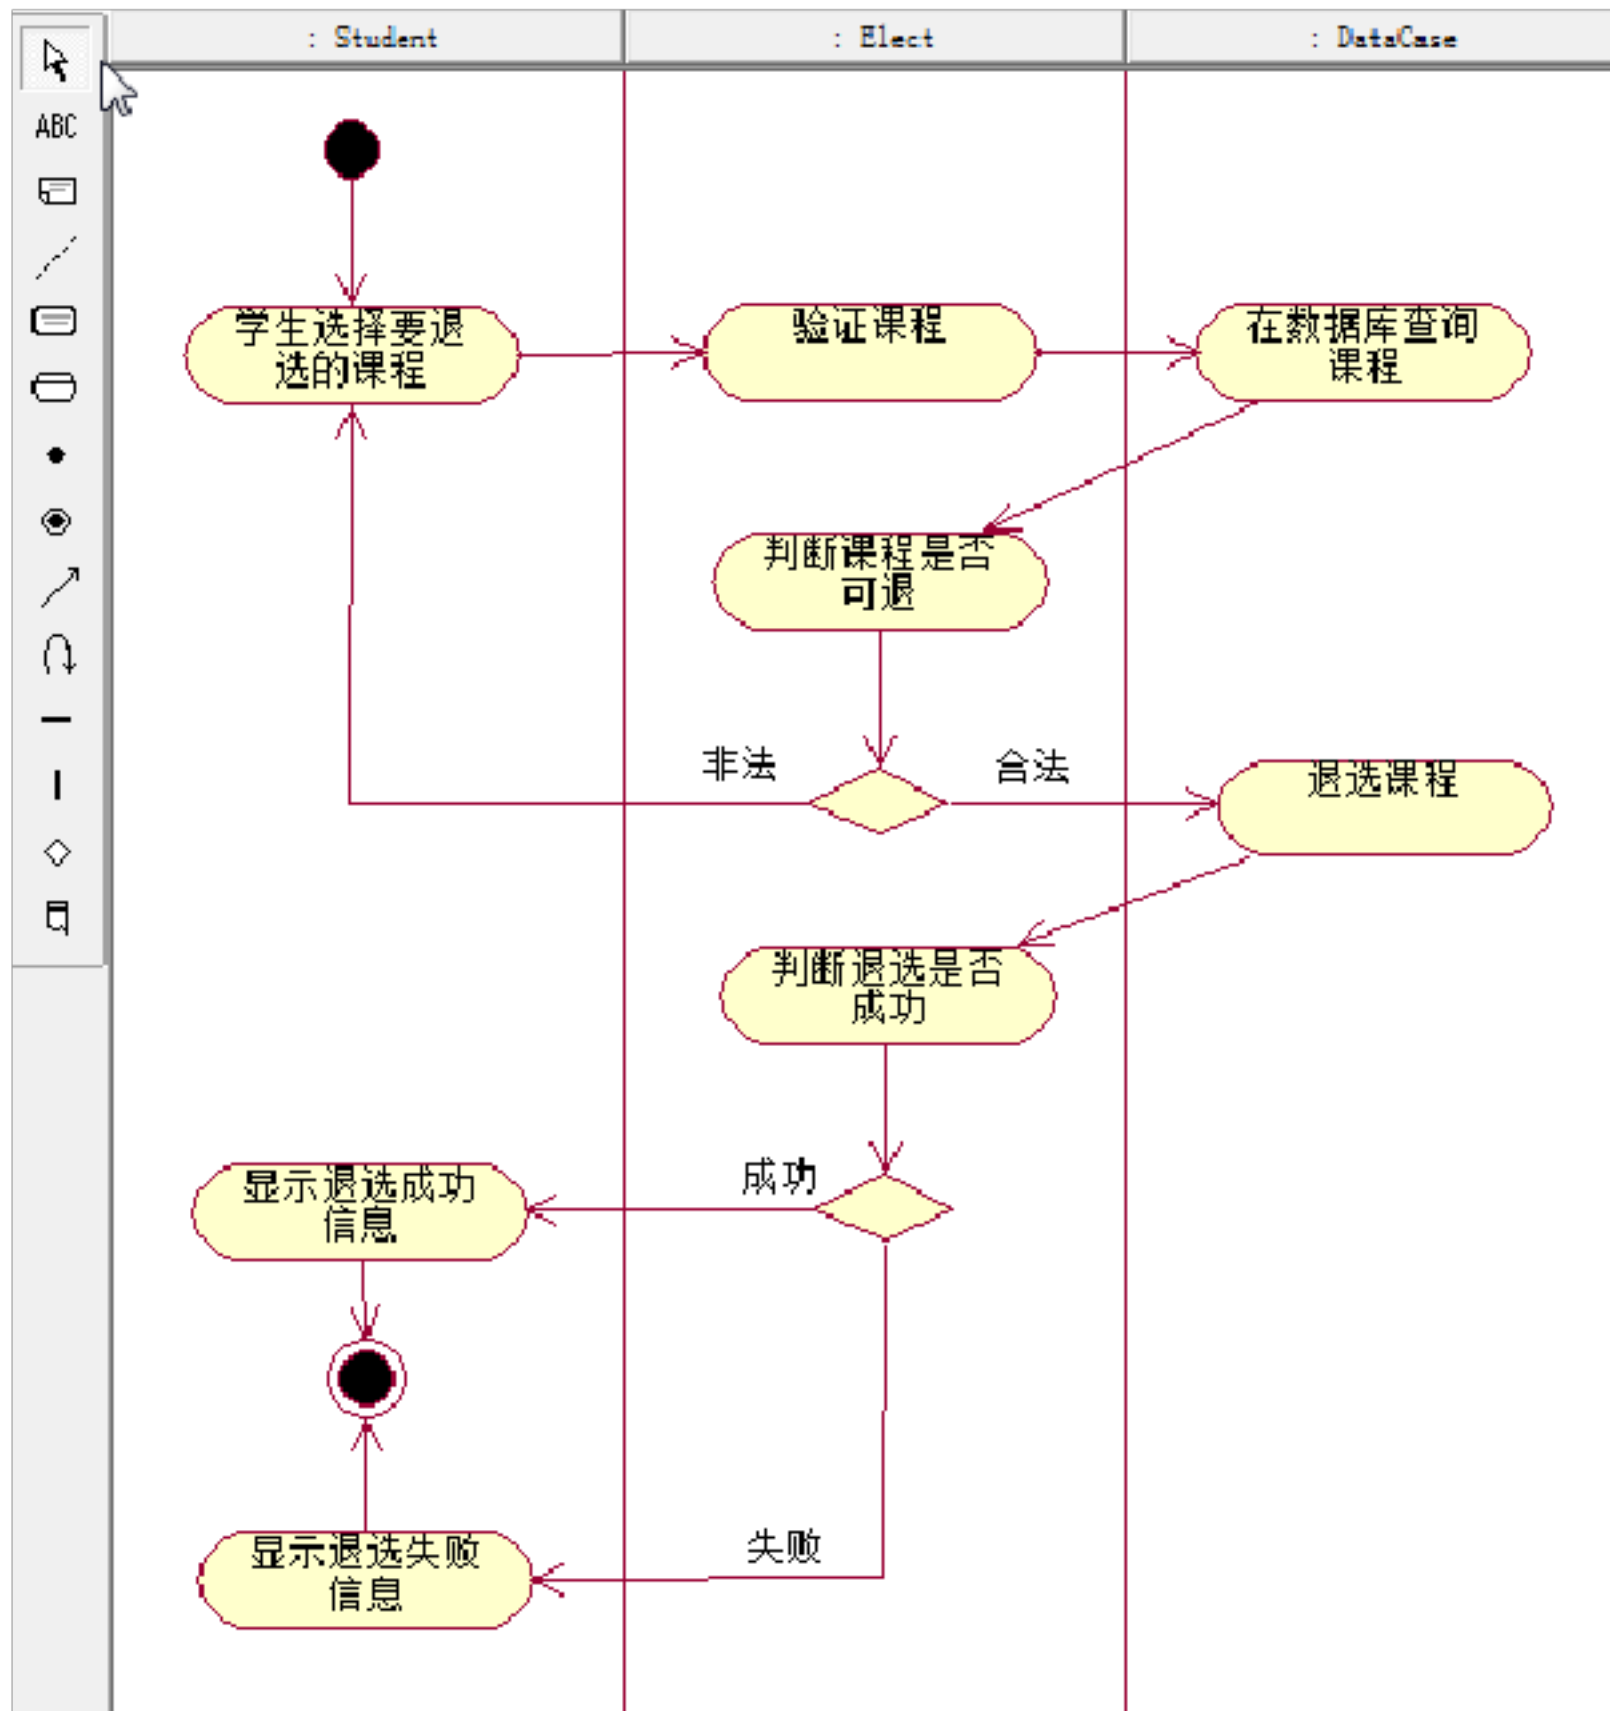 : Student
: Elect
: DataCase
ABC
学生选择要退
选的课程
验证课程
在数据库查询
课程
判断课程是否
可退
非法
合法
退选课程
判断退选是否
成功
成功
显示退选成功
信息
失败
显示退选失败
信息